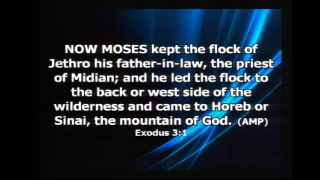 NOW MOSES kept the flock of
Jethro his father-in-law, the priest
of Midian; and he led the flock to
the back or west side of the
wilderness and came to Horeb or
Sinai, the mountain of God. (AMP)
Exodus 3:1